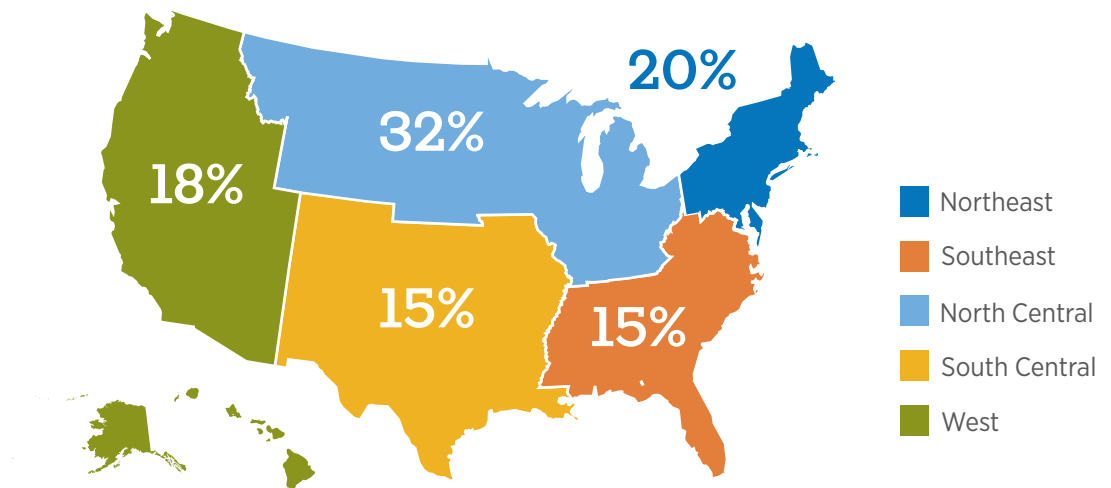 20%
32%
18%
15%
15%
Northeast
Southeast
North Central
South Central
West